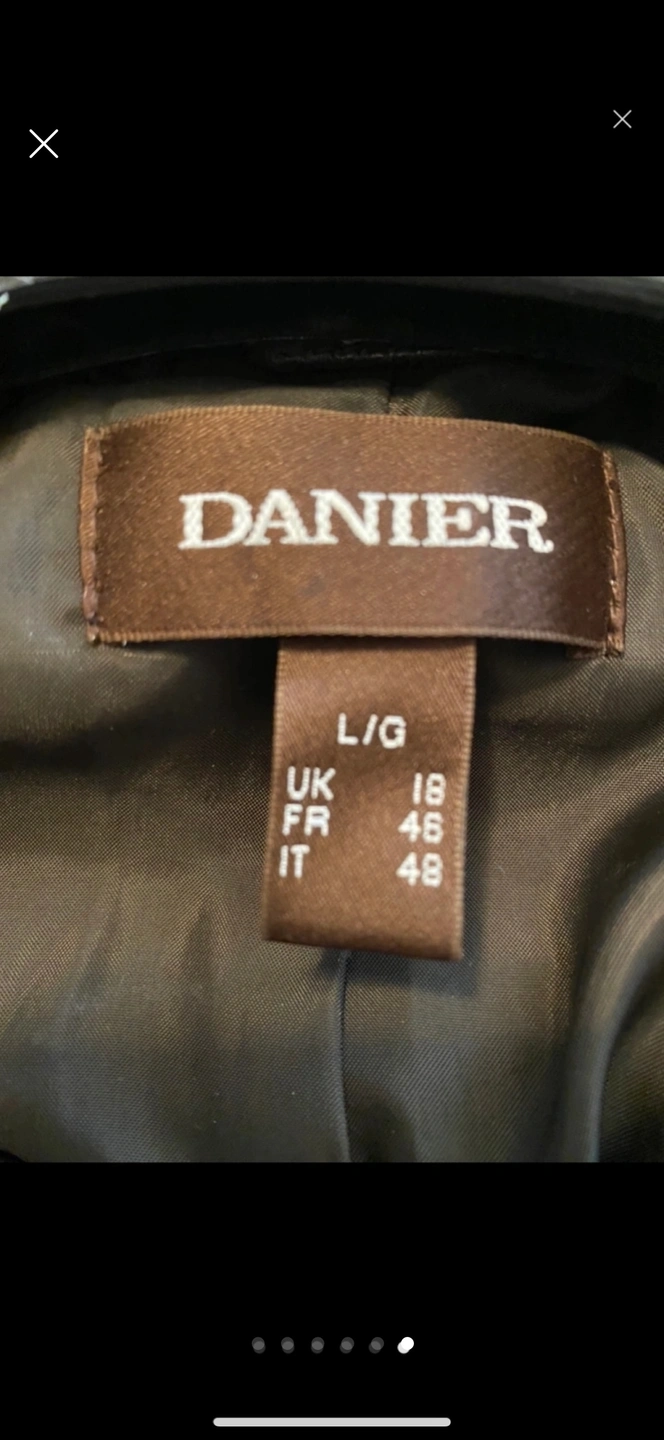 DANIER
L/G
UK 18
FR 46
IT 48